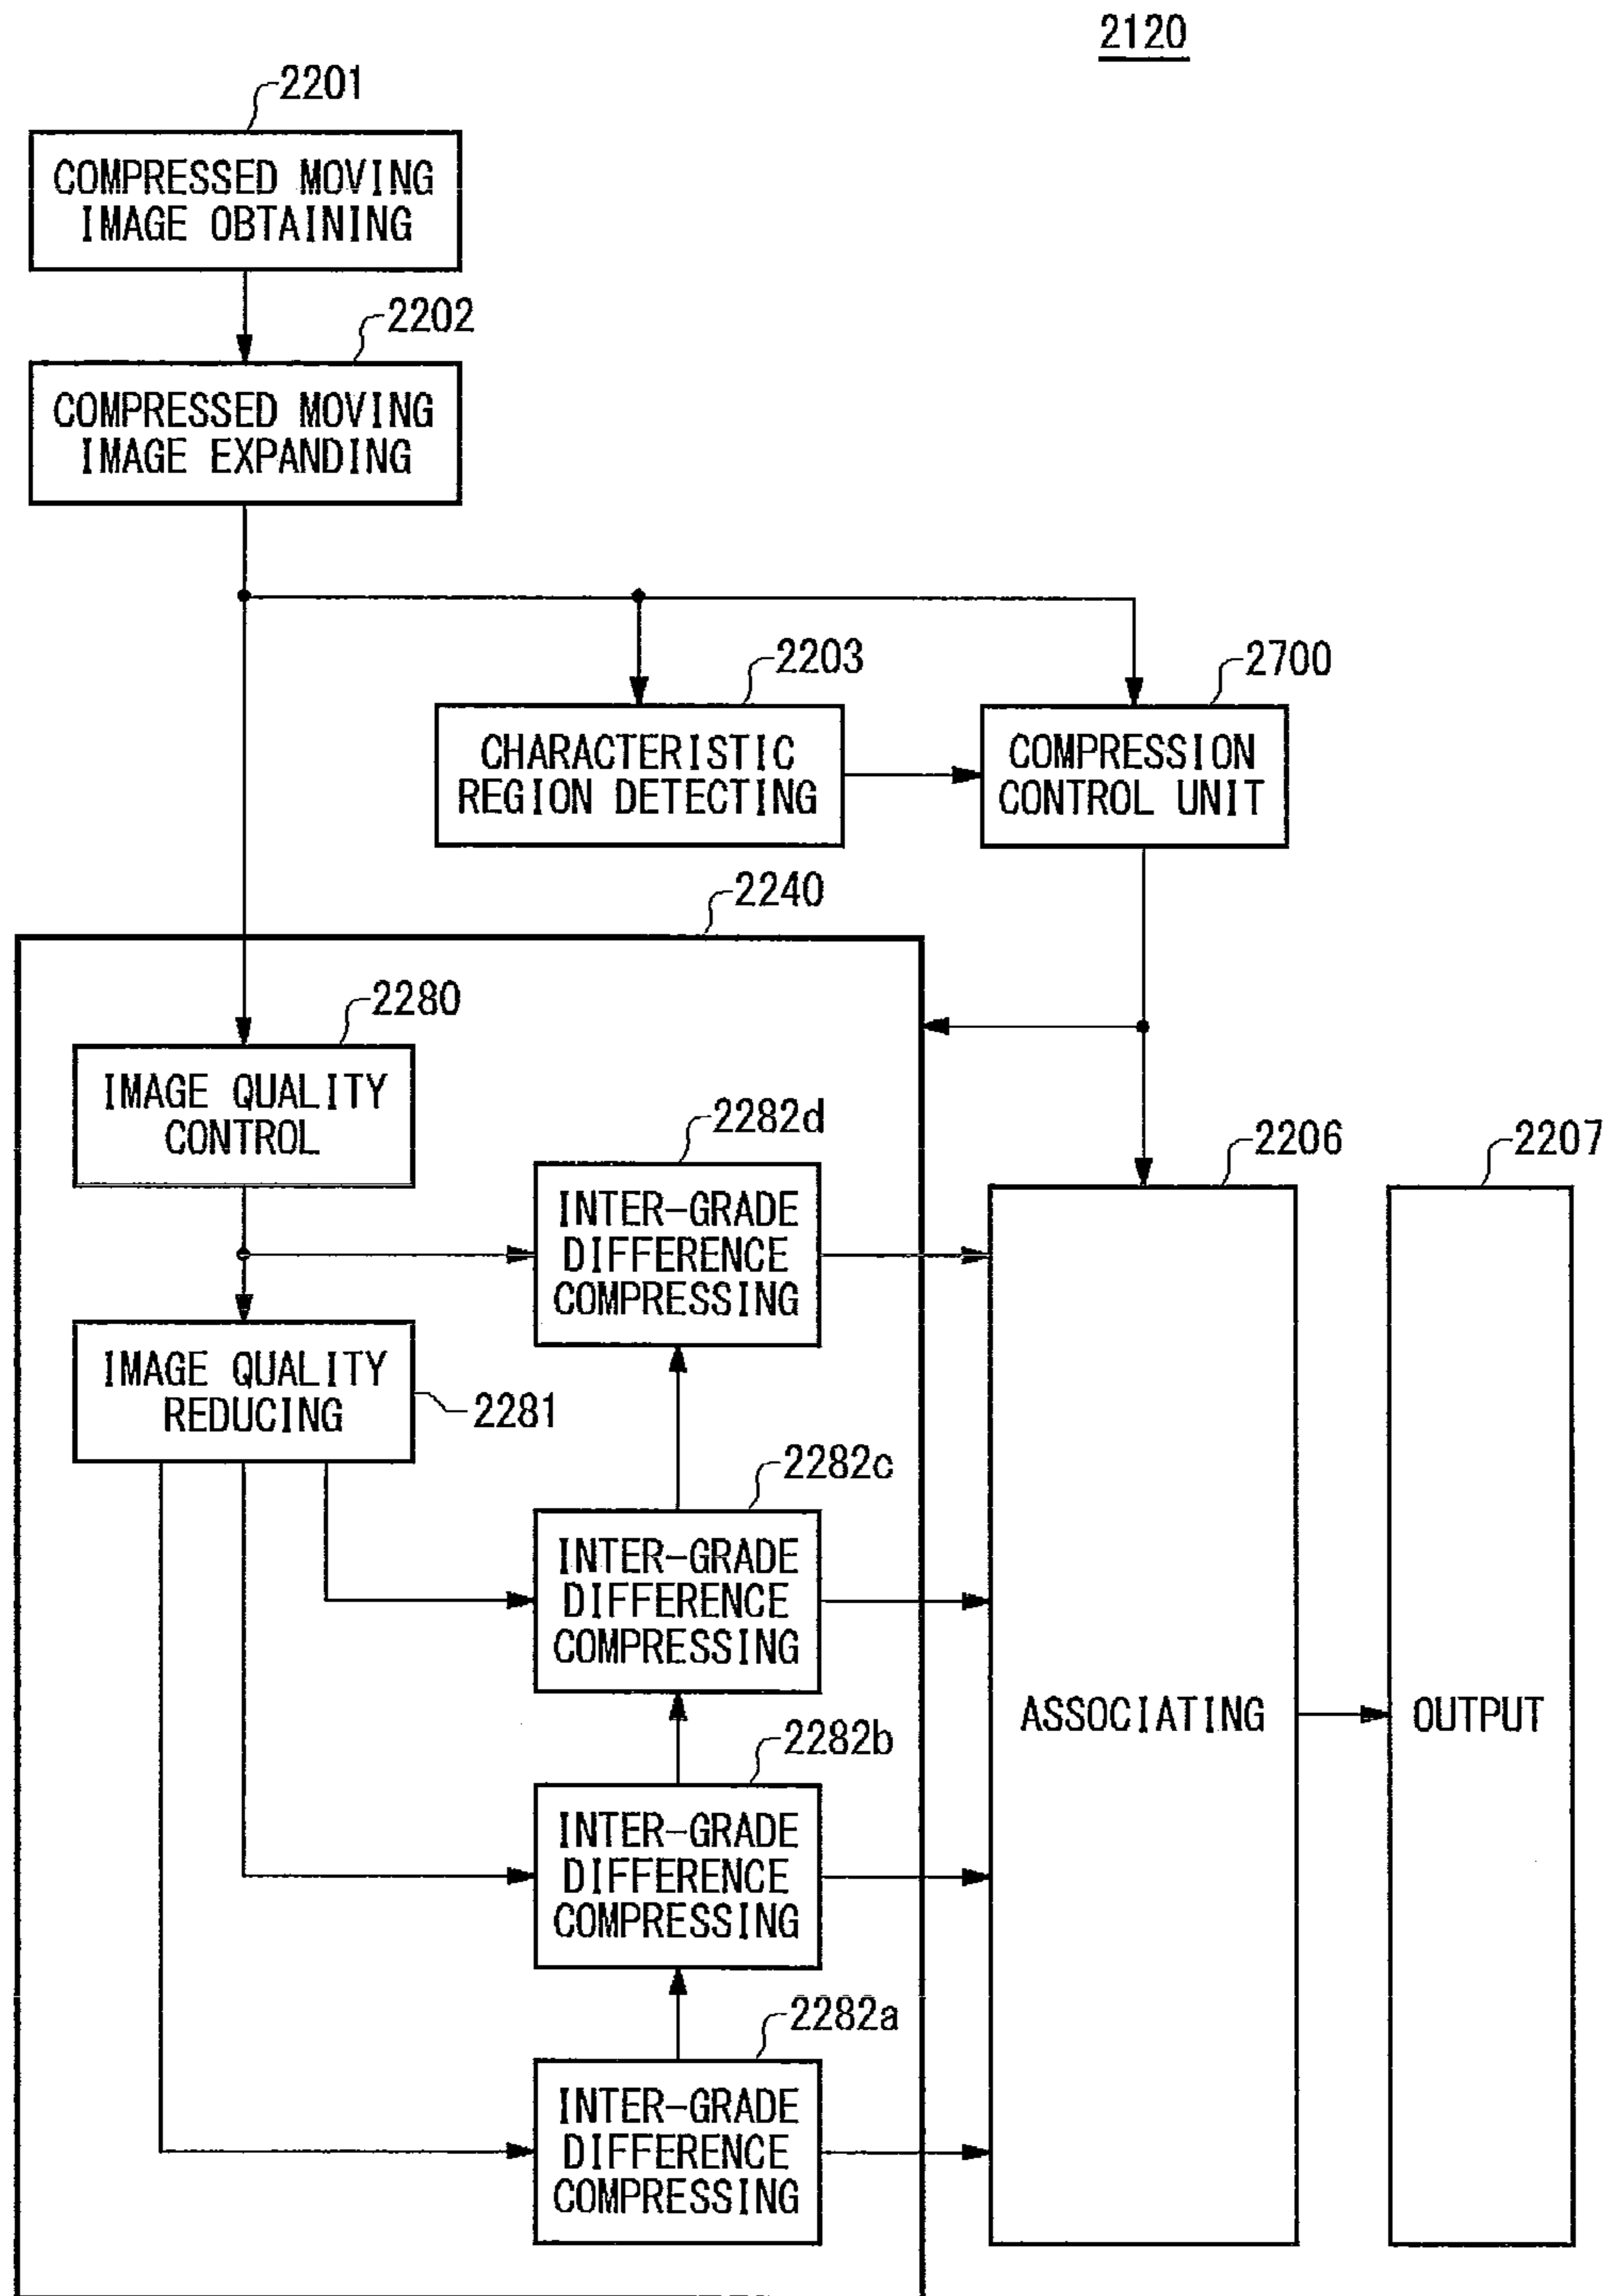 2120
2201
COMPRESSED MOVING
IMAGE OBTAINING
2202
COMPRESSED MOVING
IMAGE EXPANDING
2203
CHARACTERISTIC
REGION DETECTING
2700
COMPRESSION
CONTROL UNIT
2240
2280
IMAGE QUALITY
CONTROL
2282d
INTER-GRADE
DIFFERENCE
COMPRESSING
2206
2207
IMAGE QUALITY
REDUCING
2281
2282c
INTER-GRADE
DIFFERENCE
COMPRESSING
ASSOCIATING
OUTPUT
2282b
INTER-GRADE
DIFFERENCE
COMPRESSING
2282a
INTER-GRADE
DIFFERENCE
COMPRESSING